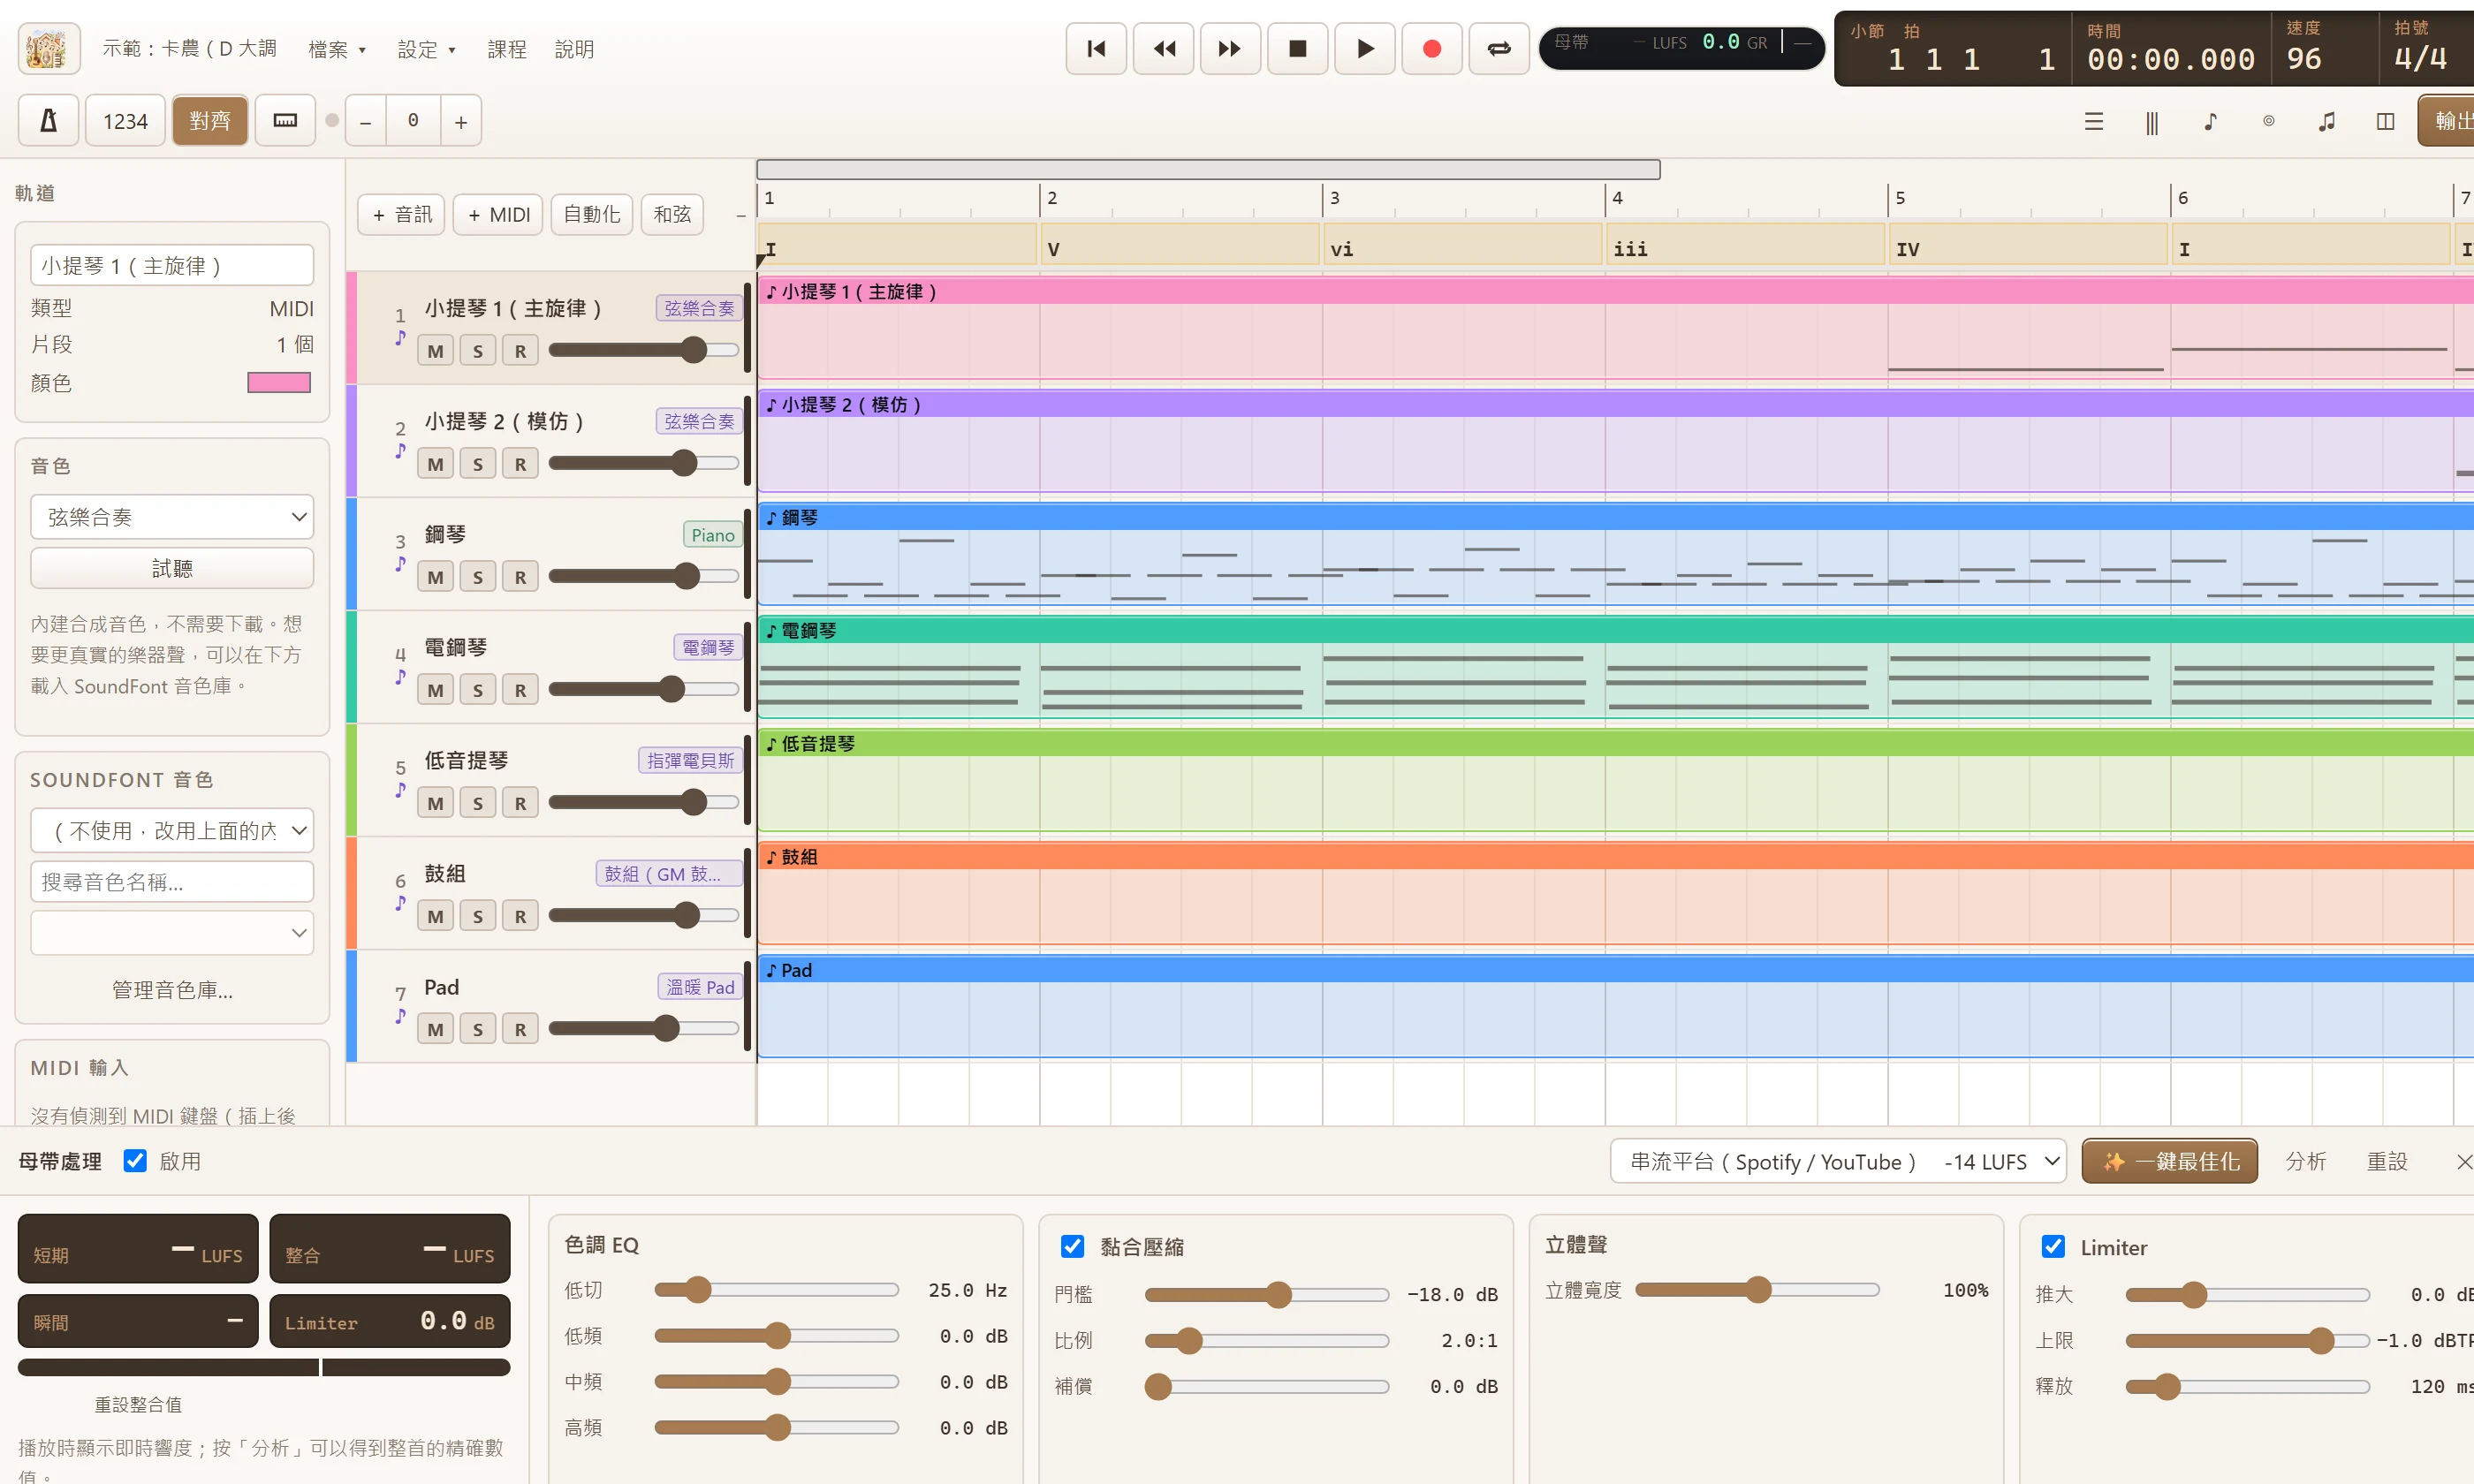 示範：卡農（D 大調
檔案 ▾
設定 ▾
課程
說明
母帶
— LUFS
0.0 GR
—
小節 拍
1 1 1 1
時間
00:00.000
速度
96
拍號
4/4
1234
對齊
−
0
+
輸出
軌道
小提琴 1（主旋律）
類型 MIDI
片段 1 個
顏色
音色
弦樂合奏
試聽
內建合成音色，不需要下載。想
要更真實的樂器聲，可以在下方
載入 SoundFont 音色庫。
SOUNDFONT 音色
（不使用，改用上面的內
搜尋音色名稱...
管理音色庫...
MIDI 輸入
沒有偵測到 MIDI 鍵盤（插上後
+ 音訊
+ MIDI
自動化
和弦
−
1 2 3 4 5 6 7
I V vi iii IV I I
1 小提琴 1（主旋律） 弦樂合奏
M S R
2 小提琴 2（模仿） 弦樂合奏
M S R
3 鋼琴 Piano
M S R
4 電鋼琴 電鋼琴
M S R
5 低音提琴 指彈電貝斯
M S R
6 鼓組 鼓組（GM 鼓...
M S R
7 Pad 溫暖 Pad
M S R
♪ 小提琴 1（主旋律）
♪ 小提琴 2（模仿）
♪ 鋼琴
♪ 電鋼琴
♪ 低音提琴
♪ 鼓組
♪ Pad
母帶處理
啟用
串流平台（Spotify / YouTube） -14 LUFS
✨ 一鍵最佳化
分析
重設
短期 — LUFS
整合 — LUFS
瞬間 —
Limiter 0.0 dB
重設整合值
播放時顯示即時響度；按「分析」可以得到整首的精確數
值。
色調 EQ
低切 25.0 Hz
低頻 0.0 dB
中頻 0.0 dB
高頻 0.0 dB
黏合壓縮
門檻 −18.0 dB
比例 2.0:1
補償 0.0 dB
立體聲
立體寬度 100%
Limiter
推大 0.0 dB
上限 −1.0 dBTP
釋放 120 ms